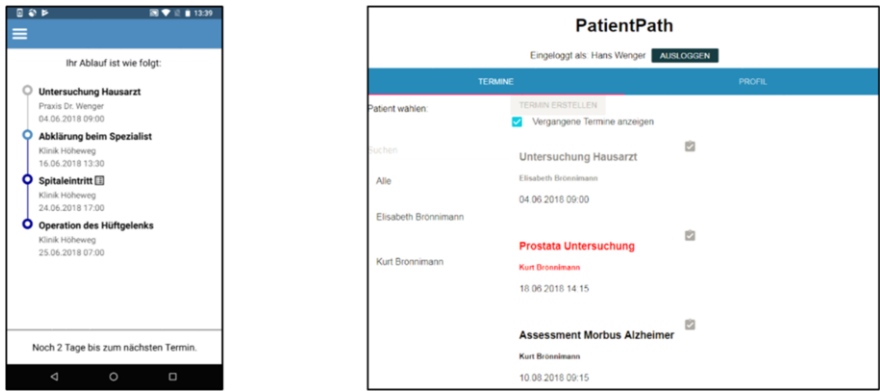 13:39
Ihr Ablauf ist wie folgt:
Untersuchung Hausarzt
Praxis Dr. Wenger
04.06.2018 09:00
Abklärung beim Spezialist
Klinik Höheweg
16.06.2018 13:30
Spitaleintritt
Klinik Höheweg
24.06.2018 17:00
Operation des Hüftgelenks
Klinik Höheweg
25.06.2018 07:00
Noch 2 Tage bis zum nächsten Termin.
PatientPath
Eingeloggt als: Hans Wenger AUSLOGGEN
TERMINE PROFIL
Patient wählen: TERMIN ERSTELLEN
Vergangene Termine anzeigen
Suchen
Alle
Elisabeth Bronnimann
Kurt Bronnimann
Untersuchung Hausarzt
Elisabeth Bronnimann
04.06.2018 09:00
Prostata Untersuchung
Kurt Bronnimann
18.06.2018 14:15
Assessment Morbus Alzheimer
Kurt Bronnimann
10.08.2018 09:15